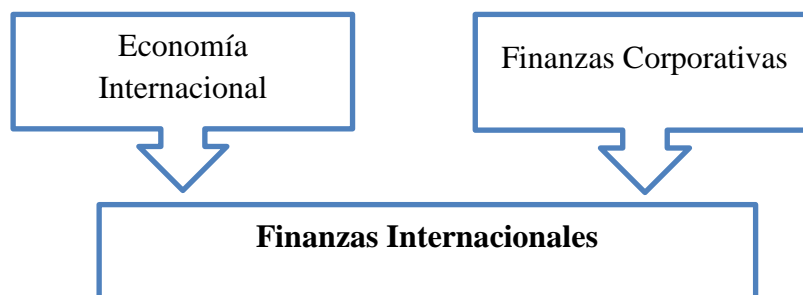 Economía
Internacional
Finanzas Corporativas
Finanzas Internacionales